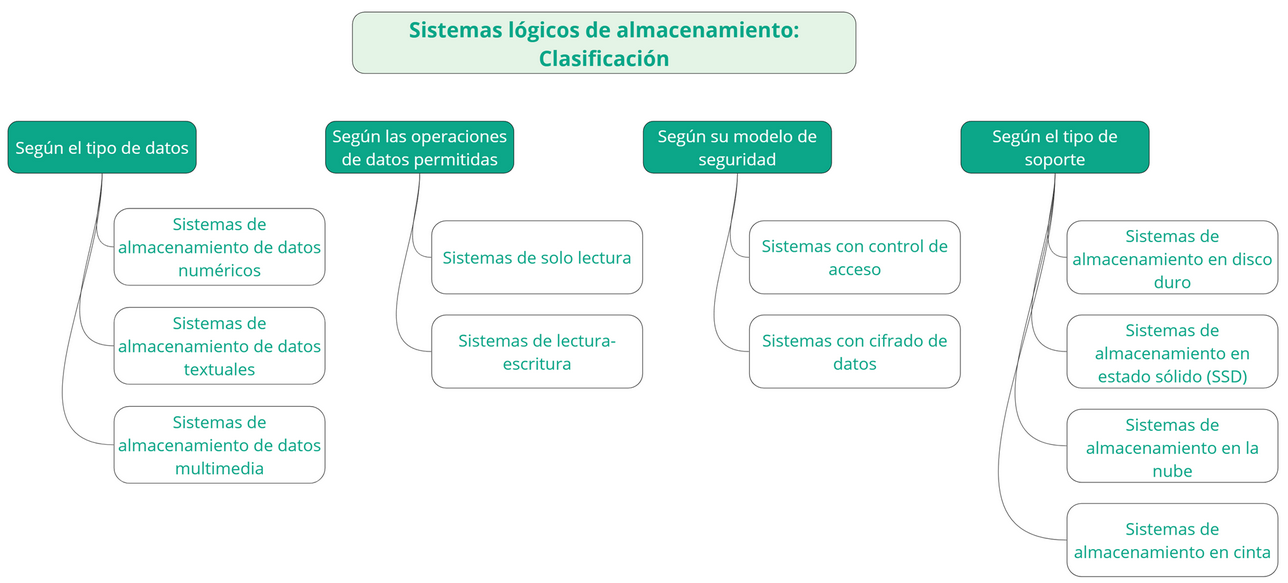 Sistemas lógicos de almacenamiento:
Clasificación
Según el tipo de datos
Sistemas de
almacenamiento de datos
numéricos
Sistemas de
almacenamiento de datos
textuales
Sistemas de
almacenamiento de datos
multimedia
Según las operaciones
de datos permitidas
Sistemas de solo lectura
Sistemas de lectura-
escritura
Según su modelo de
seguridad
Sistemas con control de
acceso
Sistemas con cifrado de
datos
Según el tipo de
soporte
Sistemas de
almacenamiento en disco
duro
Sistemas de
almacenamiento en
estado sólido (SSD)
Sistemas de
almacenamiento en la
nube
Sistemas de
almacenamiento en cinta